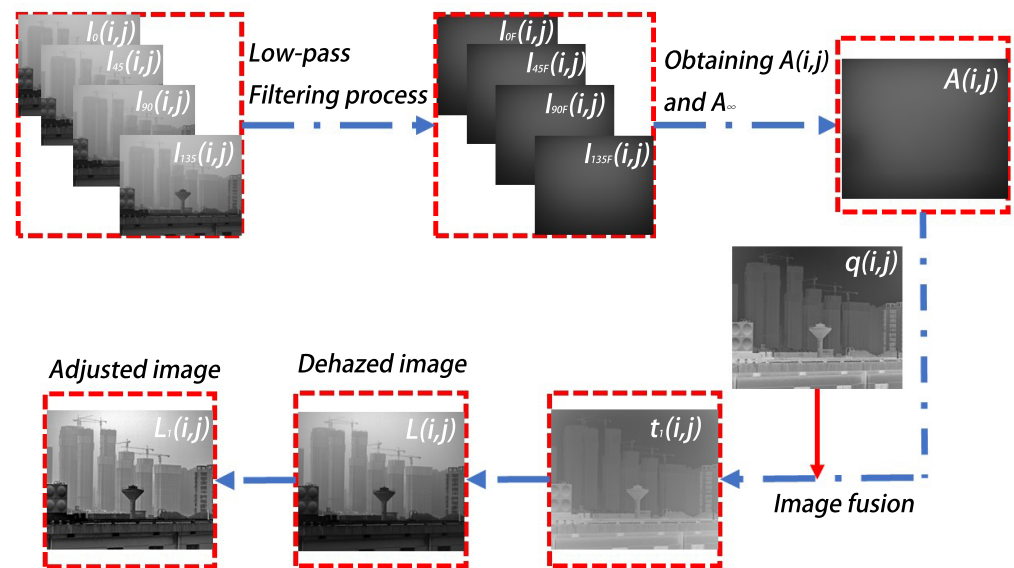 I₀(i,j)
I₄₅(i,j)
I₉₀(i,j)
I₁₃₅(i,j)
Low-pass
Filtering process
I₀F(i,j)
I₄₅F(i,j)
I₉₀F(i,j)
I₁₃₅F(i,j)
Obtaining A(i,j)
and A∞
A(i,j)
q(i,j)
Image fusion
t₁(i,j)
Dehazed image
L(i,j)
Adjusted image
L₁(i,j)